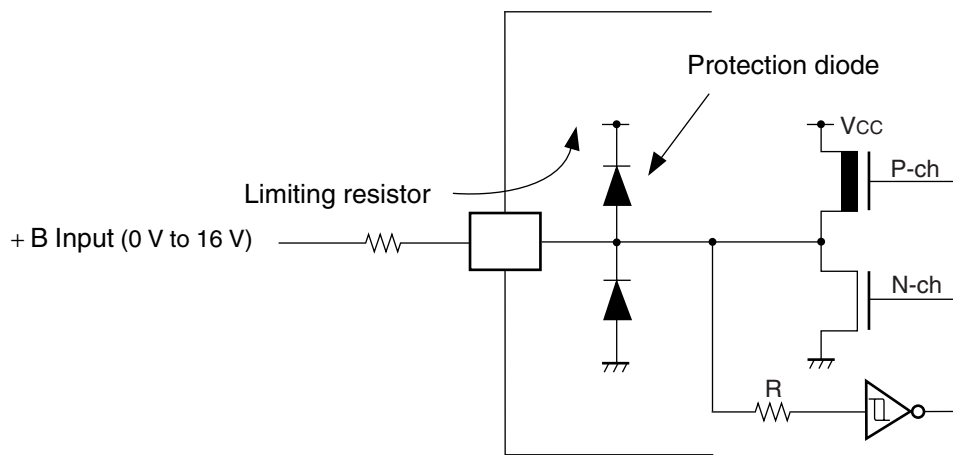 Protection diode
VCC
P-ch
Limiting resistor
+ B Input (0 V to 16 V)
N-ch
R